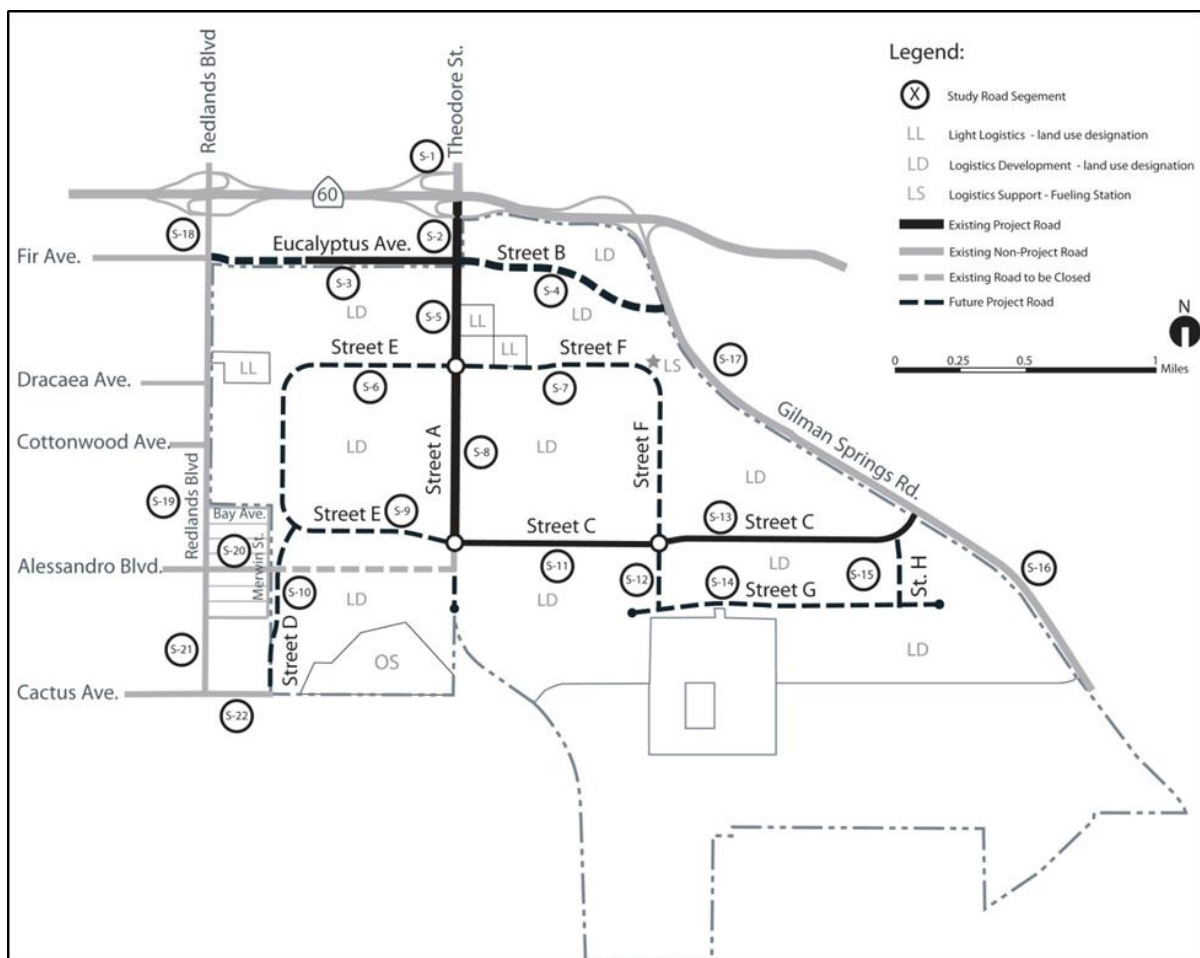 Redlands Blvd
Theodore St.
Legend:
X
Study Road Segement
LL
Light Logistics - land use designation
LD
Logistics Development - land use designation
LS
Logistics Support - Fueling Station
Existing Project Road
Existing Non-Project Road
Existing Road to be Closed
Future Project Road
N
0
0.25
0.5
1
Miles
S-1
60
S-18
S-2
Fir Ave.
Eucalyptus Ave.
Street B
LD
S-3
S-4
LD
S-5
LL
LD
LL
Street E
Street F
LS
S-17
LL
Dracaea Ave.
S-6
S-7
Gilman Springs Rd.
Cottonwood Ave.
LD
Street A
S-8
LD
Street F
LD
S-19
Redlands Blvd
Bay Ave.
Street E
S-9
Street C
S-13
Street C
S-20
Merwin St.
Alessandro Blvd.
S-10
LD
S-11
LD
S-12
S-14
LD
S-15
St. H
S-16
Street G
S-21
Street D
OS
LD
Cactus Ave.
S-22